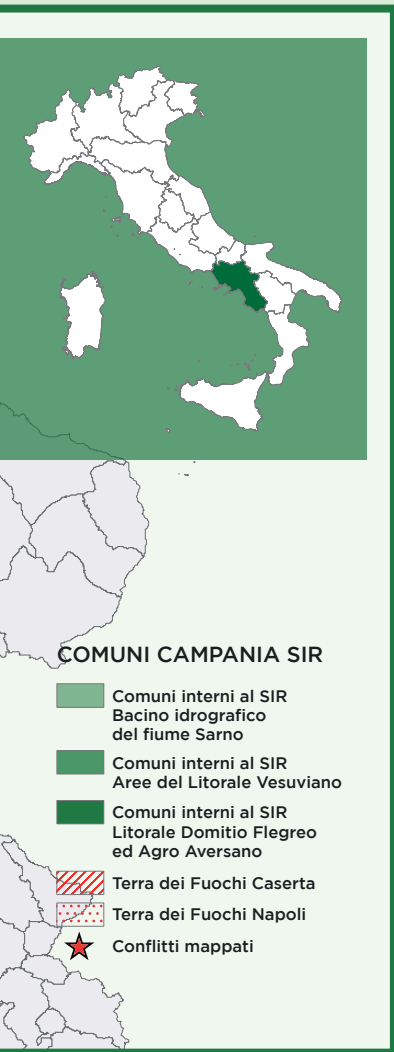 COMUNI CAMPANIA SIR
Comuni interni al SIR
Bacino idrografico
del fiume Sarno
Comuni interni al SIR
Aree del Litorale Vesuviano
Comuni interni al SIR
Litorale Domitio Flegreo
ed Agro Aversano
Terra dei Fuochi Caserta
Terra dei Fuochi Napoli
Conflitti mappati